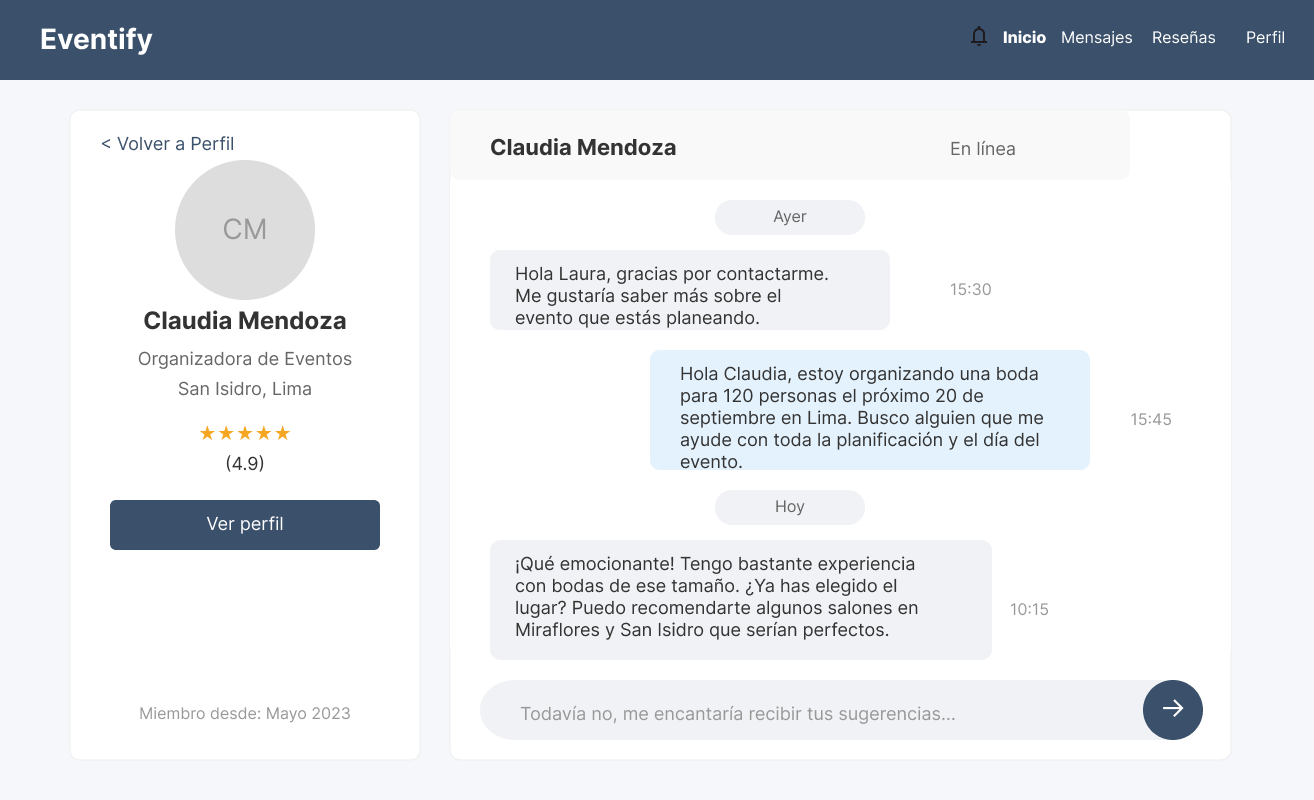 Eventify
Inicio Mensajes Reseñas Perfil
< Volver a Perfil
CM
Claudia Mendoza
Organizadora de Eventos
San Isidro, Lima
★★★★★
(4.9)
Ver perfil
Miembro desde: Mayo 2023
Claudia Mendoza
En línea
Ayer
Hola Laura, gracias por contactarme.
Me gustaría saber más sobre el
evento que estás planeando.
15:30
Hola Claudia, estoy organizando una boda
para 120 personas el próximo 20 de
septiembre en Lima. Busco alguien que me
ayude con toda la planificación y el día del
evento.
15:45
Hoy
¡Qué emocionante! Tengo bastante experiencia
con bodas de ese tamaño. ¿Ya has elegido el
lugar? Puedo recomendarte algunos salones en
Miraflores y San Isidro que serían perfectos.
10:15
Todavía no, me encantaría recibir tus sugerencias...